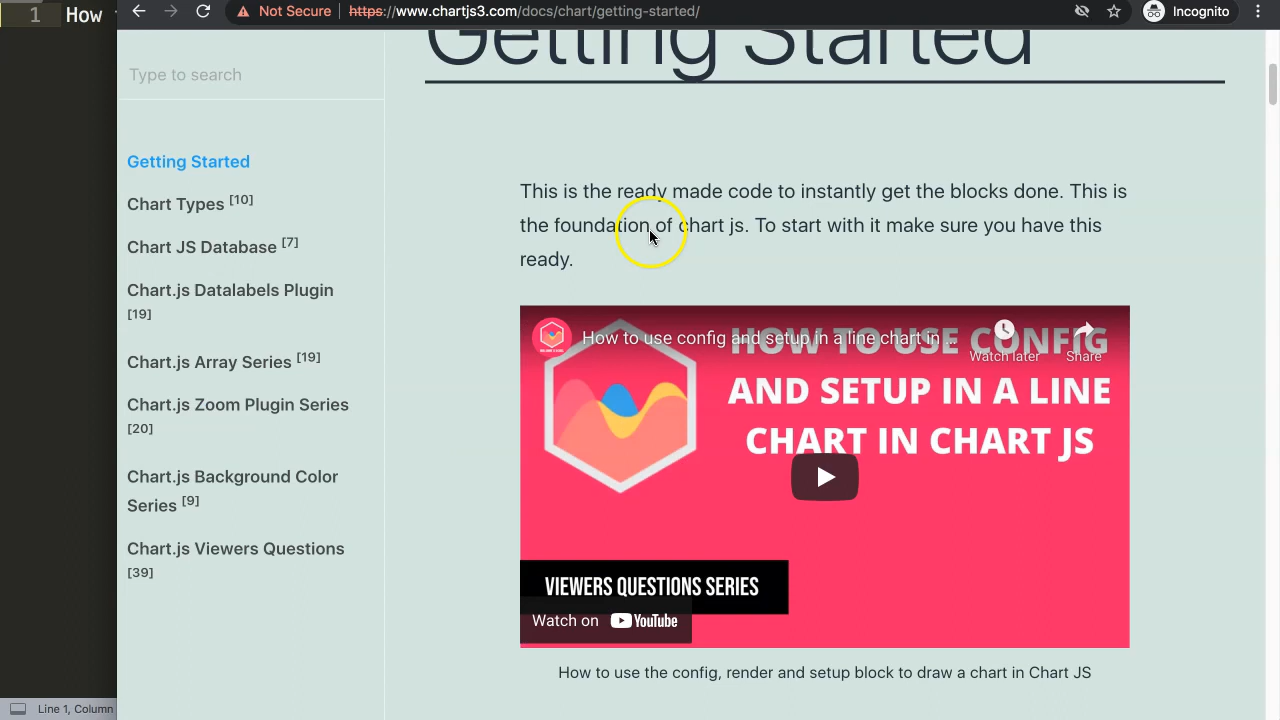 1 How
Not Secure https://www.chartjs3.com/docs/chart/getting-started/ Incognito
Getting Started
Type to search
Getting Started
Chart Types [10]
Chart JS Database [7]
Chart.js Datalabels Plugin
[19]
Chart.js Array Series [19]
Chart.js Zoom Plugin Series
[20]
Chart.js Background Color
Series [9]
Chart.js Viewers Questions
[39]
This is the ready made code to instantly get the blocks done. This is
the foundation of chart js. To start with it make sure you have this
ready.
How to use config and setup in a line chart in ...
Watch later
Share
HOW TO USE CONFIG
AND SETUP IN A LINE
CHART IN CHART JS
VIEWERS QUESTIONS SERIES
Watch on YouTube
How to use the config, render and setup block to draw a chart in Chart JS
Line 1, Column